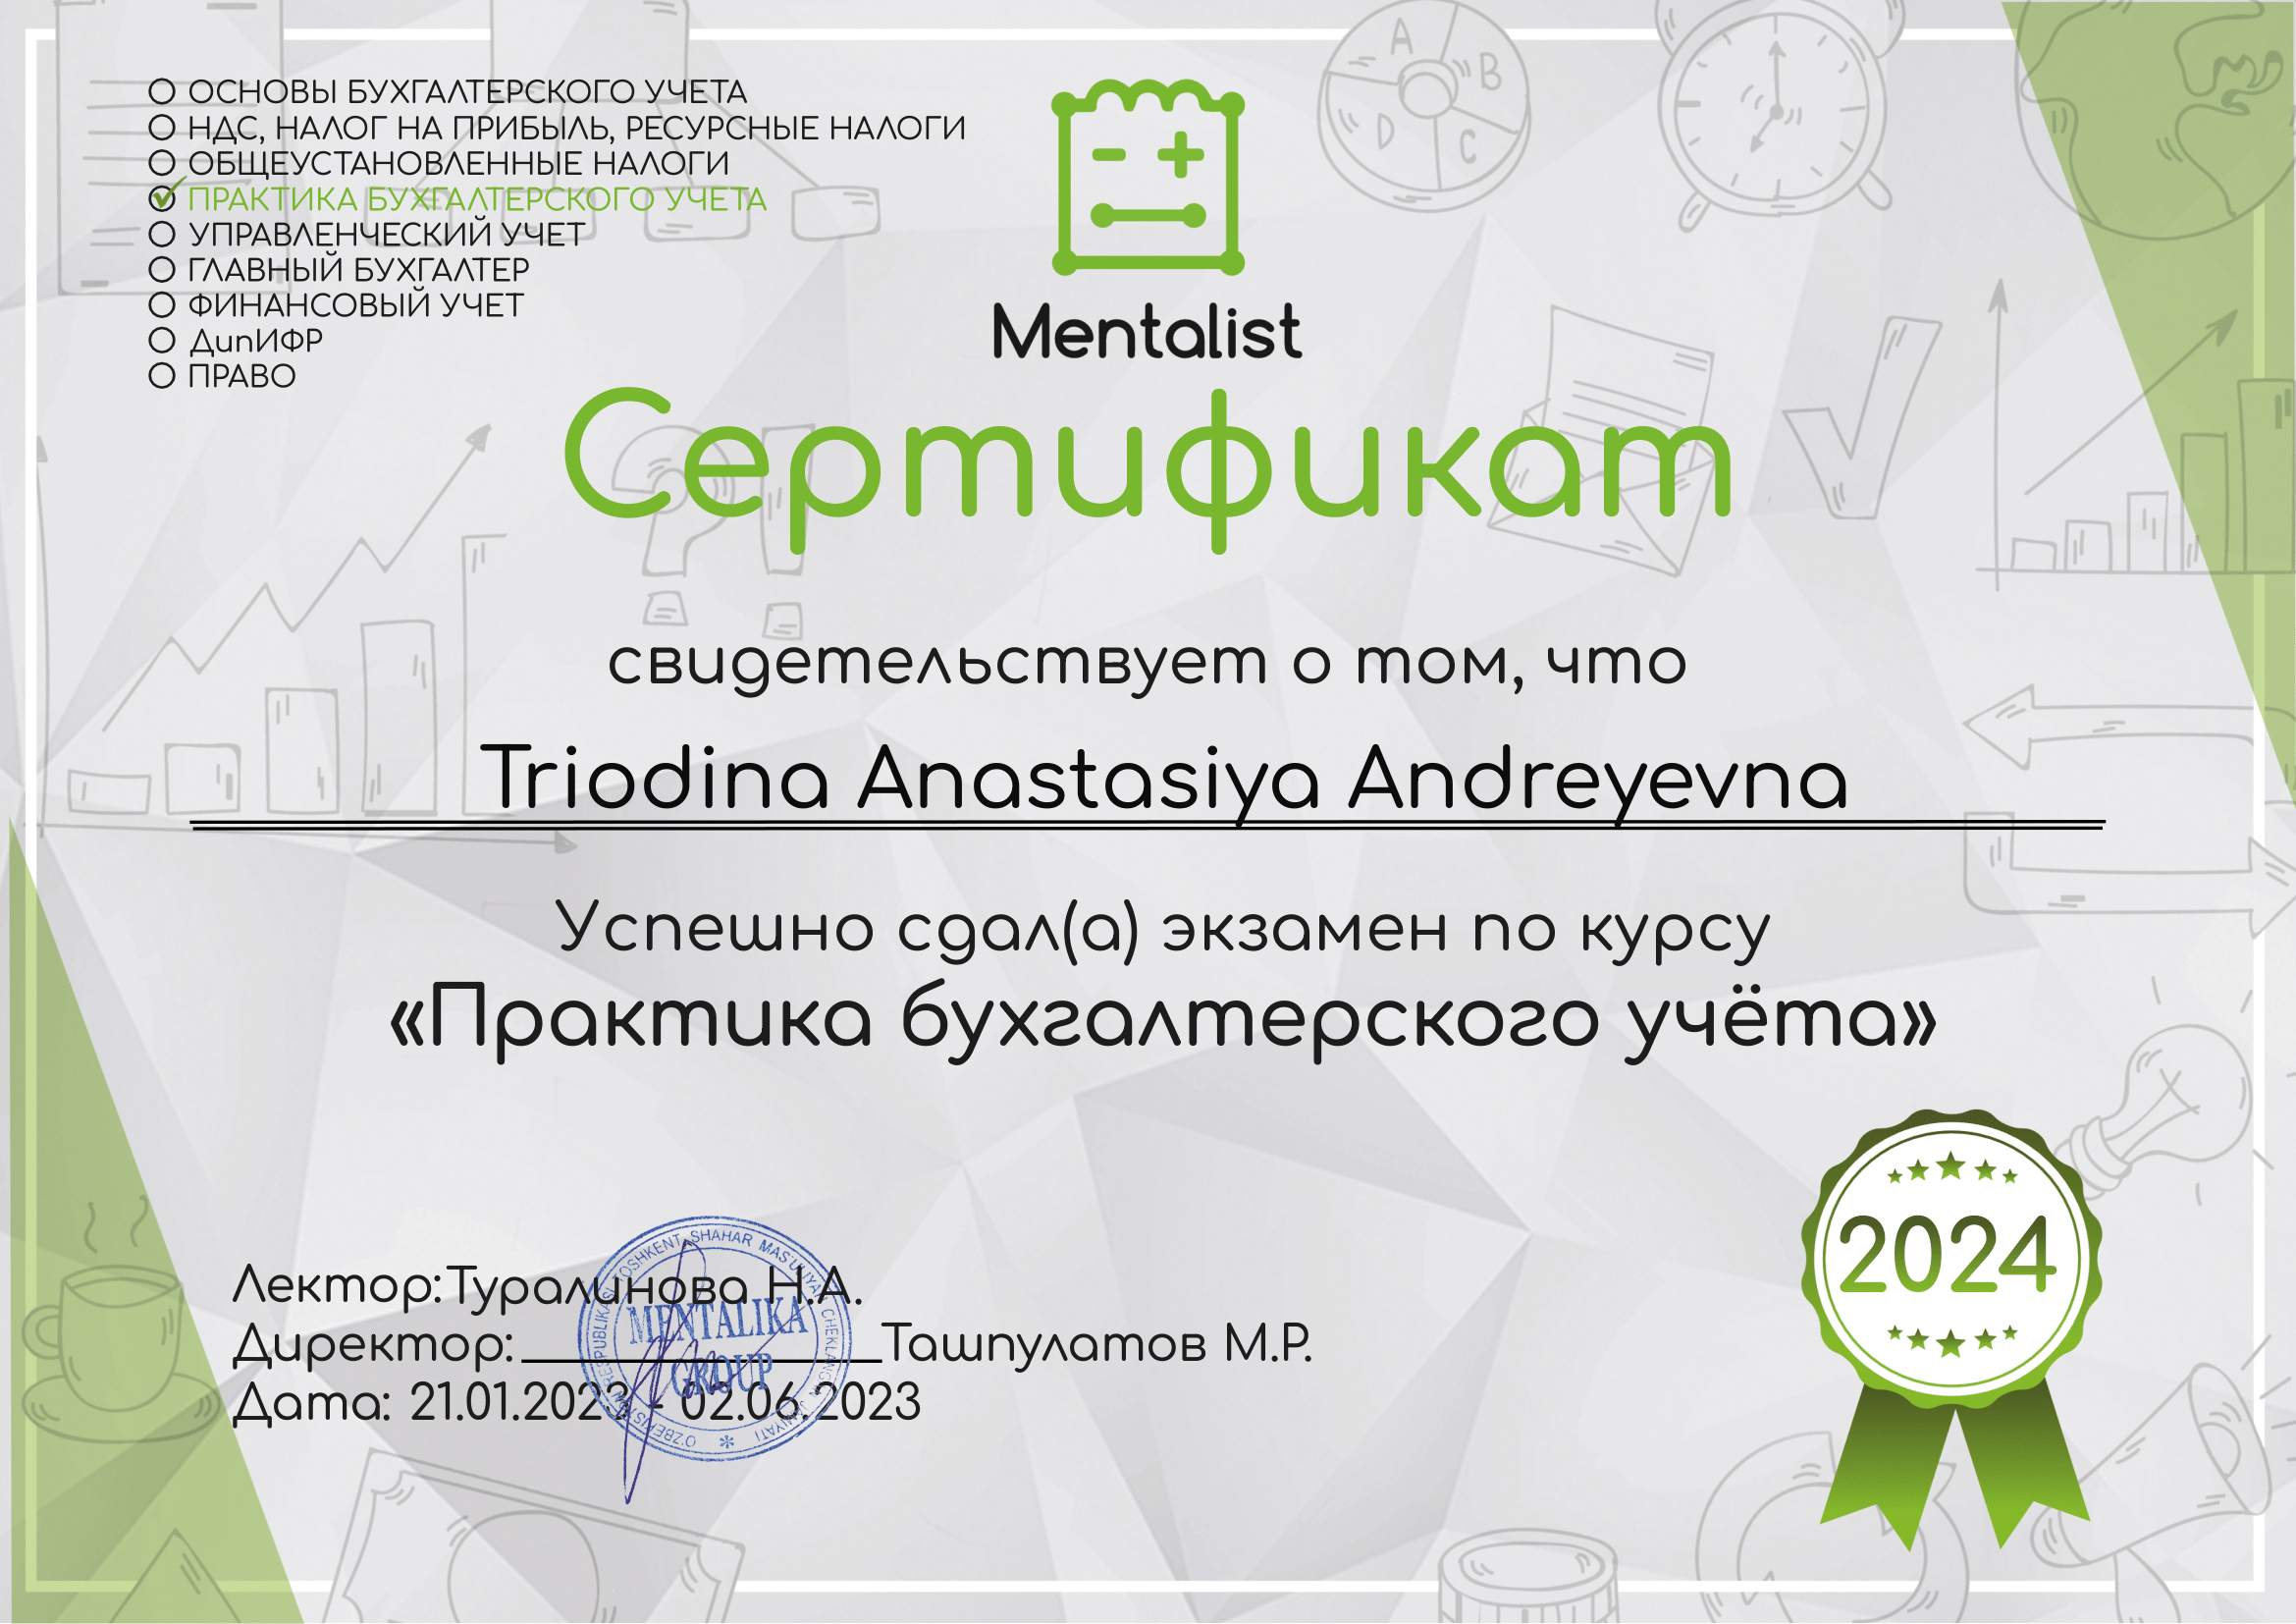 ОСНОВЫ БУХГАЛТЕРСКОГО УЧЕТА
НДС, НАЛОГ НА ПРИБЫЛЬ, РЕСУРСНЫЕ НАЛОГИ
ОБЩЕУСТАНОВЛЕННЫЕ НАЛОГИ
ПРАКТИКА БУХГАЛТЕРСКОГО УЧЕТА
УПРАВЛЕНЧЕСКИЙ УЧЕТ
ГЛАВНЫЙ БУХГАЛТЕР
ФИНАНСОВЫЙ УЧЕТ
ДипИФР
ПРАВО
Mentalist
A
B
C
D
Сертификат
свидетельствует о том, что
Triodina Anastasiya Andreyevna
Успешно сдал(а) экзамен по курсу
«Практика бухгалтерского учёта»
2024
Лектор:Туралинова Н.А.
Директор: Ташпулатов М.Р.
Дата: 21.01.2023 - 02.06.2023
TOSHKENT SHAHAR
MENTALIKA
GROUP